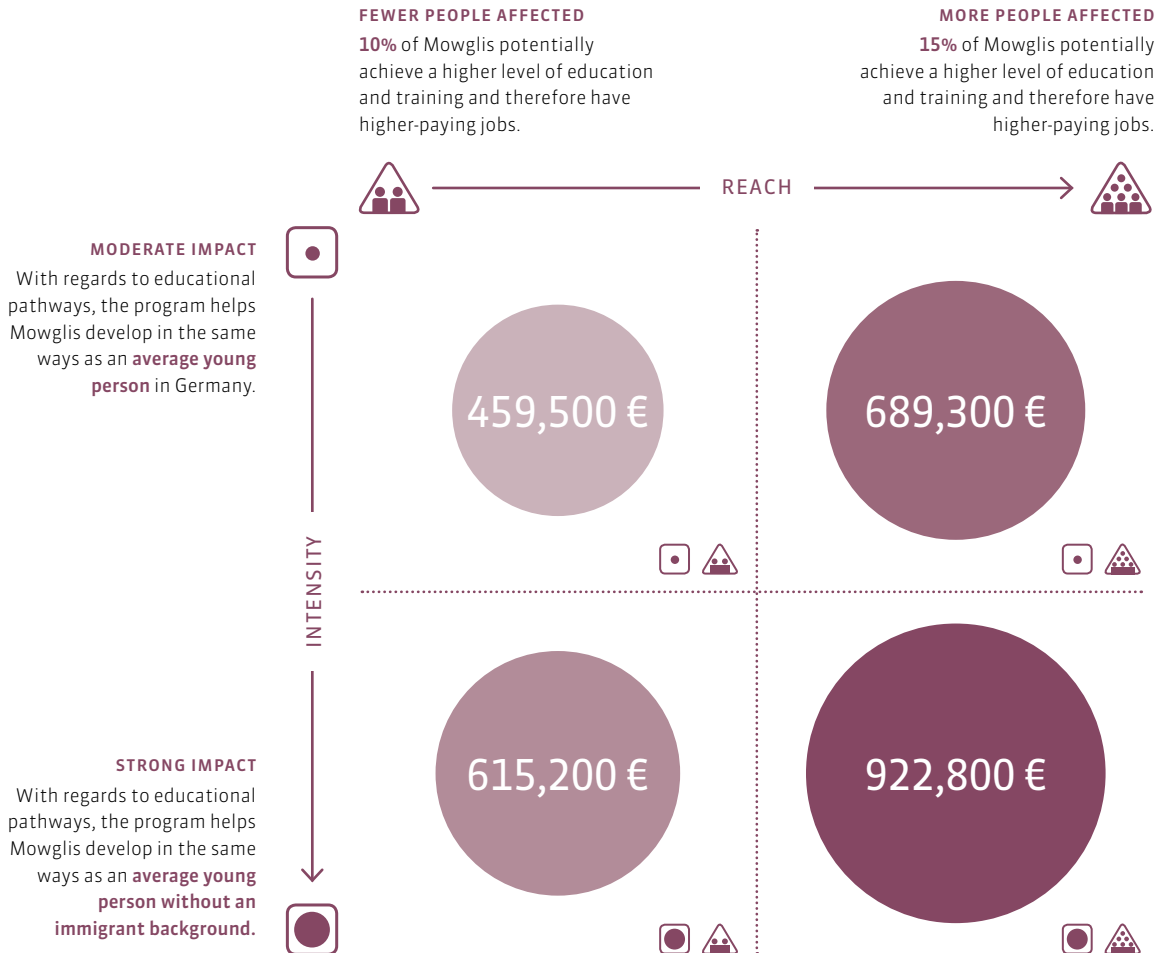 FEWER PEOPLE AFFECTED
10% of Mowglis potentially
achieve a higher level of education
and training and therefore have
higher-paying jobs.
MORE PEOPLE AFFECTED
15% of Mowglis potentially
achieve a higher level of education
and training and therefore have
higher-paying jobs.
REACH
MODERATE IMPACT
With regards to educational
pathways, the program helps
Mowglis develop in the same
ways as an average young
person in Germany.
459,500 €
689,300 €
INTENSITY
STRONG IMPACT
With regards to educational
pathways, the program helps
Mowglis develop in the same
ways as an average young
person without an
immigrant background.
615,200 €
922,800 €